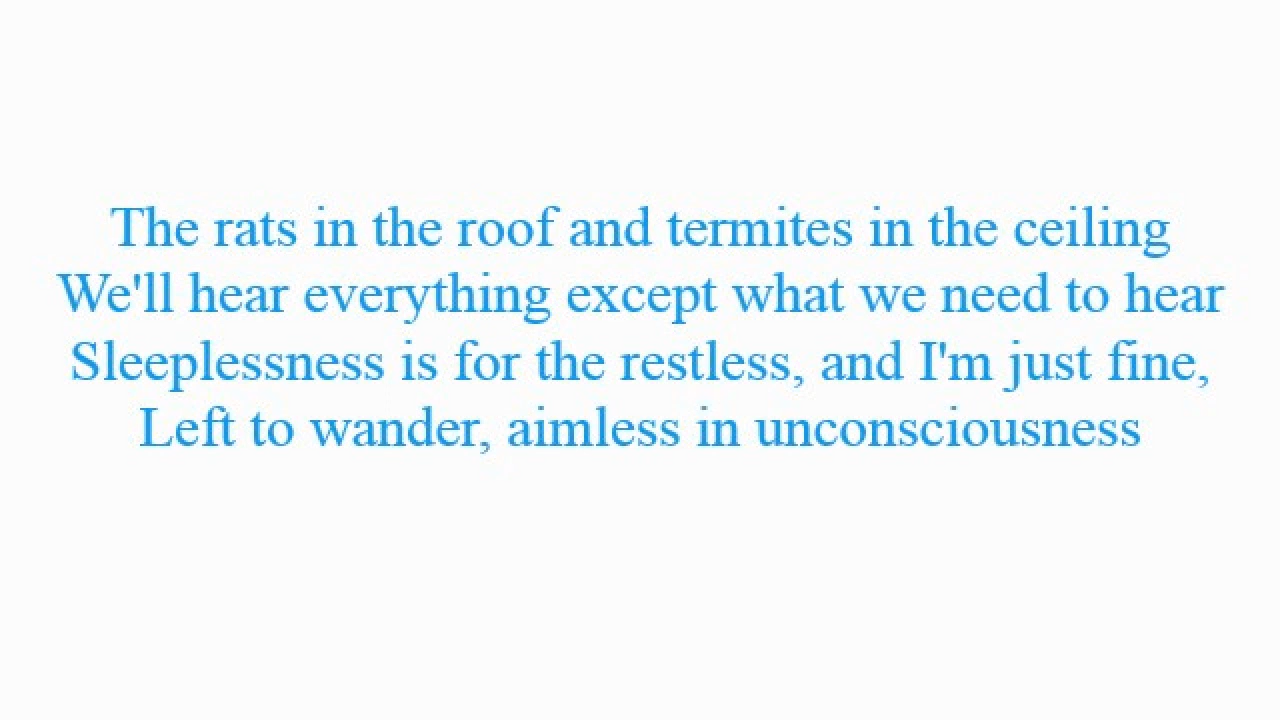 The rats in the roof and termites in the ceiling
We'll hear everything except what we need to hear
Sleeplessness is for the restless, and I'm just fine,
Left to wander, aimless in unconsciousness